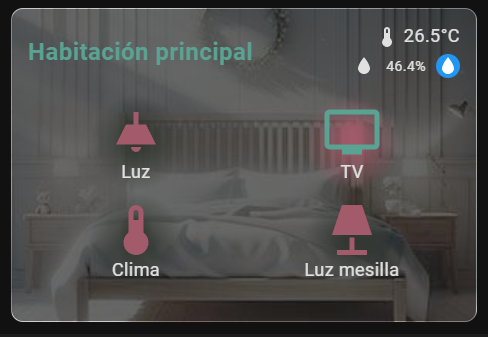 Habitación principal
26.5°C
46.4%
Luz
TV
Clima
Luz mesilla